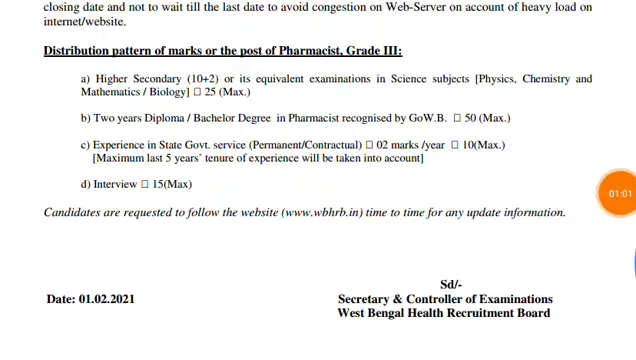 closing date and not to wait till the last date to avoid congestion on Web-Server on account of heavy load on
internet/website.
Distribution pattern of marks or the post of Pharmacist, Grade III:
a) Higher Secondary (10+2) or its equivalent examinations in Science subjects [Physics, Chemistry and
Mathematics / Biology] □ 25 (Max.)
b) Two years Diploma / Bachelor Degree in Pharmacist recognised by GoW.B. □ 50 (Max.)
c) Experience in State Govt. service (Permanent/Contractual) □ 02 marks /year □ 10(Max.)
[Maximum last 5 years' tenure of experience will be taken into account]
d) Interview □ 15(Max)
01:01
Candidates are requested to follow the website (www.wbhrb.in) time to time for any update information.
Sd/-
Date: 01.02.2021 Secretary & Controller of Examinations
West Bengal Health Recruitment Board